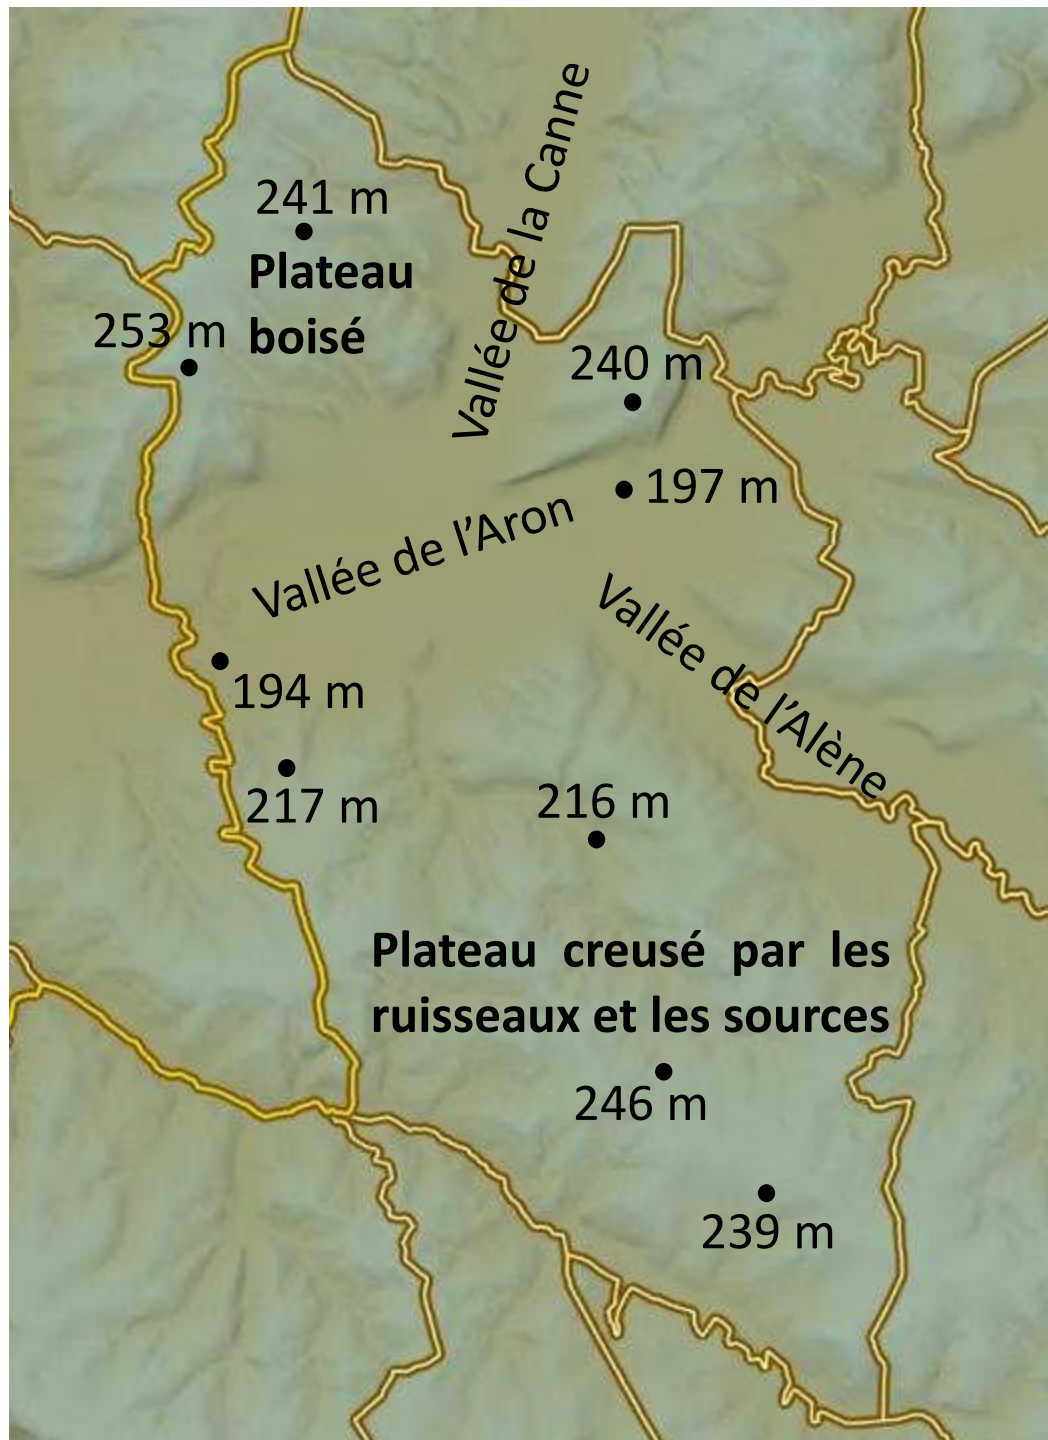 Vallée de la Canne
241 m
Plateau
boisé
253 m
240 m
197 m
Vallée de l’Aron
Vallée de l’Alène
194 m
217 m
216 m
Plateau creusé par les
ruisseaux et les sources
246 m
239 m